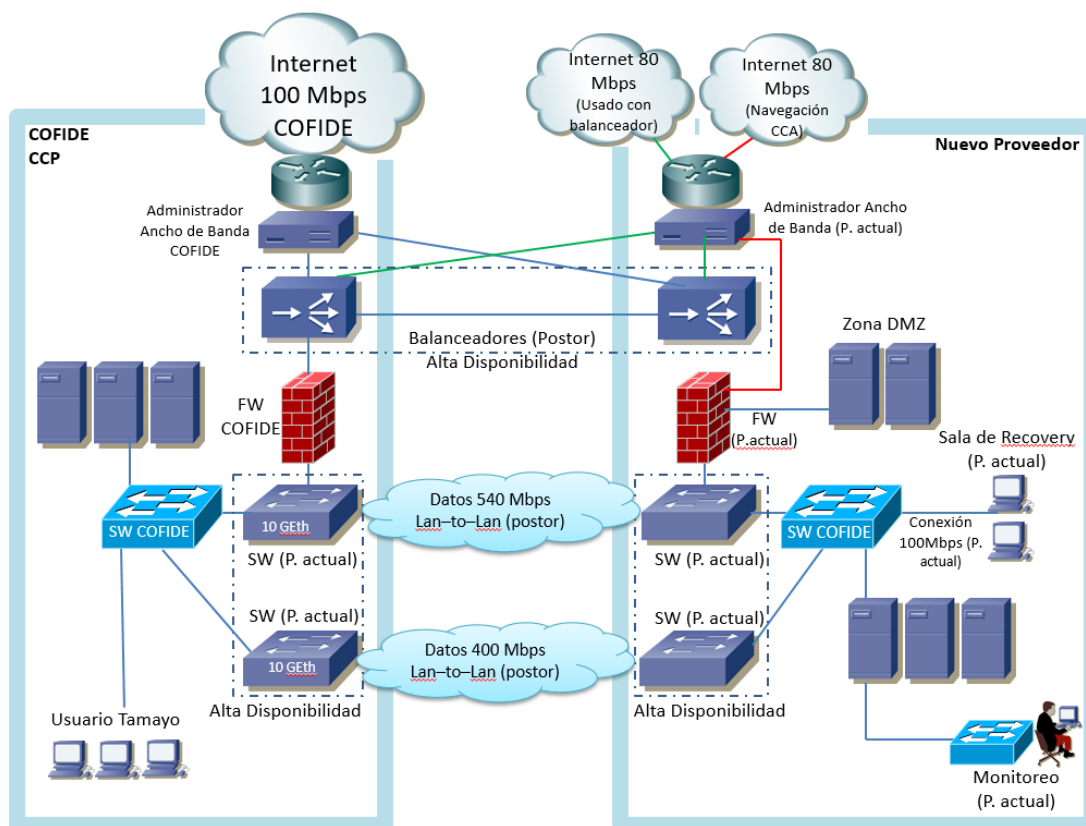 Internet
100 Mbps
COFIDE
Internet 80
Mbps
(Usado con
balanceador)
Internet 80
Mbps
(Navegación
CCA)
COFIDE
CCP
Nuevo Proveedor
Administrador
Ancho de Banda
COFIDE
Administrador Ancho
de Banda (P. actual)
Balanceadores (Postor)
Alta Disponibilidad
Zona DMZ
FW
COFIDE
FW
(P.actual)
Sala de Recovery
(P. actual)
Datos 540 Mbps
Lan–to–Lan (postor)
10 GEth
SW COFIDE
SW (P. actual)
SW (P. actual)
SW COFIDE
Conexión
100Mbps (P.
actual)
SW (P. actual)
SW (P. actual)
Datos 400 Mbps
Lan–to–Lan (postor)
10 GEth
Alta Disponibilidad
Alta Disponibilidad
Usuario Tamayo
Monitoreo
(P. actual)